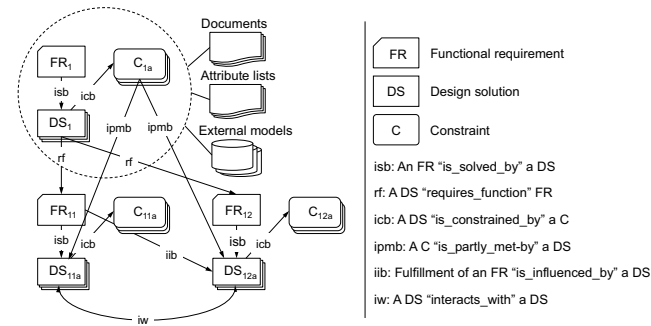 Documents
FR1
C1a
isb
icb
Attribute lists
DS1
ipmb
ipmb
External models
rf
rf
FR11
C11a
FR12
C12a
isb
icb
isb
icb
iib
DS11a
DS12a
iw
FR Functional requirement
DS Design solution
C Constraint
isb: An FR “is_solved_by” a DS
rf: A DS “requires_function” FR
icb: A DS “is_constrained_by” a C
ipmb: A C “is_partly_met-by” a DS
iib: Fulfillment of an FR “is_influenced_by” a DS
iw: A DS “interacts_with” a DS